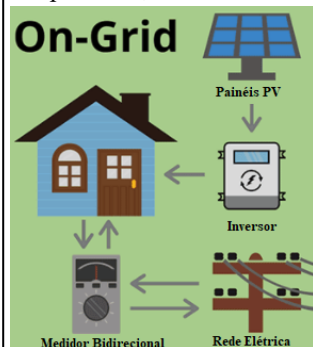 On-Grid
Painéis PV
Inversor
Medidor Bidirecional
Rede Elétrica